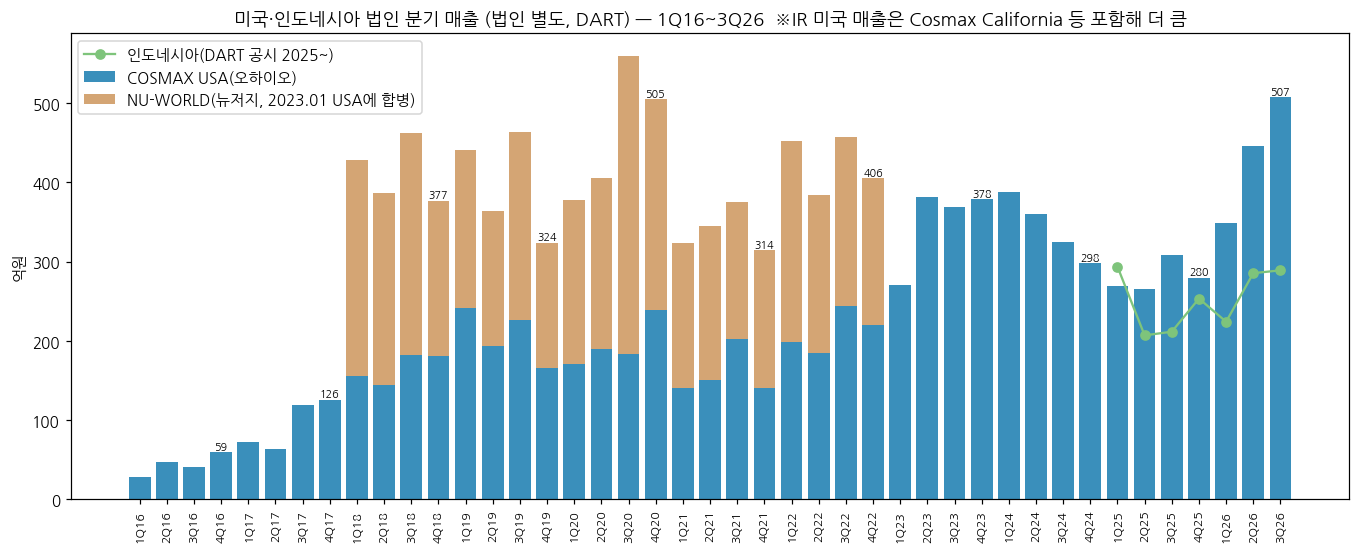 미국·인도네시아 법인 분기 매출 (법인 별도, DART) — 1Q16~3Q26 ※IR 미국 매출은 Cosmax California 등 포함해 더 큼
인도네시아(DART 공시 2025~)
COSMAX USA(오하이오)
NU-WORLD(뉴저지, 2023.01 USA에 합병)
억원
500
400
300
200
100
0
59
126
377
324
505
314
406
378
298
280
507
1Q16
2Q16
3Q16
4Q16
1Q17
2Q17
3Q17
4Q17
1Q18
2Q18
3Q18
4Q18
1Q19
2Q19
3Q19
4Q19
1Q20
2Q20
3Q20
4Q20
1Q21
2Q21
3Q21
4Q21
1Q22
2Q22
3Q22
4Q22
1Q23
2Q23
3Q23
4Q23
1Q24
2Q24
3Q24
4Q24
1Q25
2Q25
3Q25
4Q25
1Q26
2Q26
3Q26